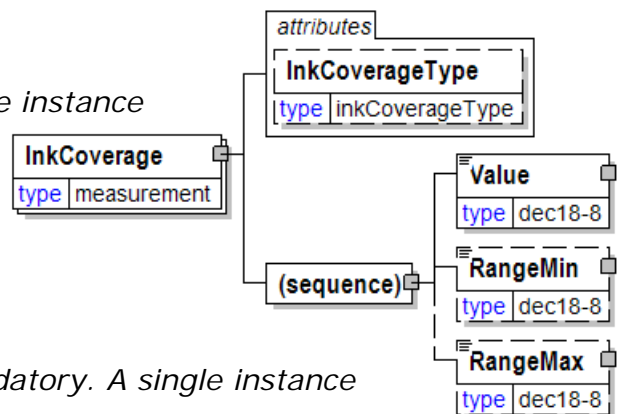 attributes
InkCoverageType
type inkCoverageType
instance
InkCoverage
type measurement
Value
type dec18-8
(sequence)
RangeMin
type dec18-8
RangeMax
type dec18-8
A single instance